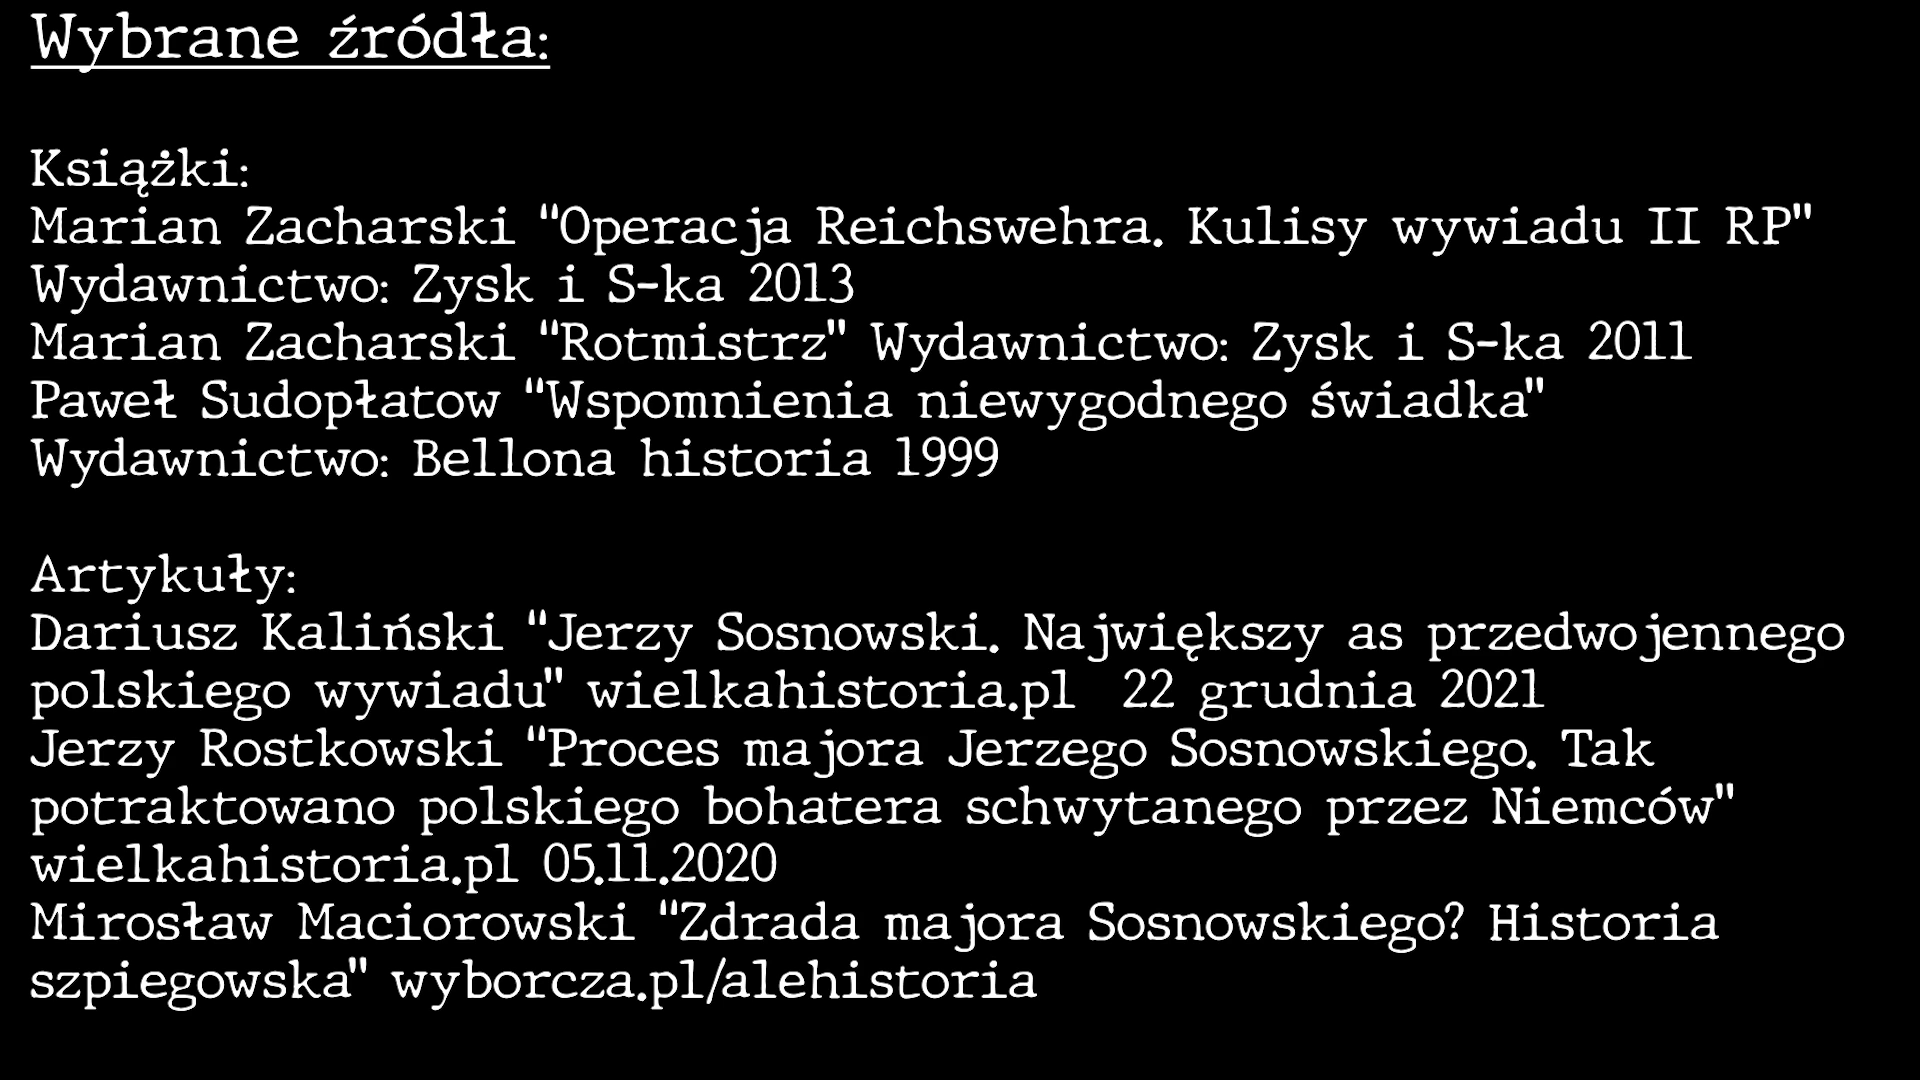 Wybrane źródła:
Książki:
Marian Zacharski "Operacja Reichswehra. Kulisy wywiadu II RP"
Wydawnictwo: Zysk i S-ka 2013
Marian Zacharski "Rotmistrz" Wydawnictwo: Zysk i S-ka 2011
Paweł Sudopłatow "Wspomnienia niewygodnego świadka"
Wydawnictwo: Bellona historia 1999
Artykuły:
Dariusz Kaliński "Jerzy Sosnowski. Największy as przedwojennego
polskiego wywiadu" wielkahistoria.pl 22 grudnia 2021
Jerzy Rostkowski "Proces majora Jerzego Sosnowskiego. Tak
potraktowano polskiego bohatera schwytanego przez Niemców"
wielkahistoria.pl 05.11.2020
Mirosław Maciorowski "Zdrada majora Sosnowskiego? Historia
szpiegowska" wyborcza.pl/alehistoria